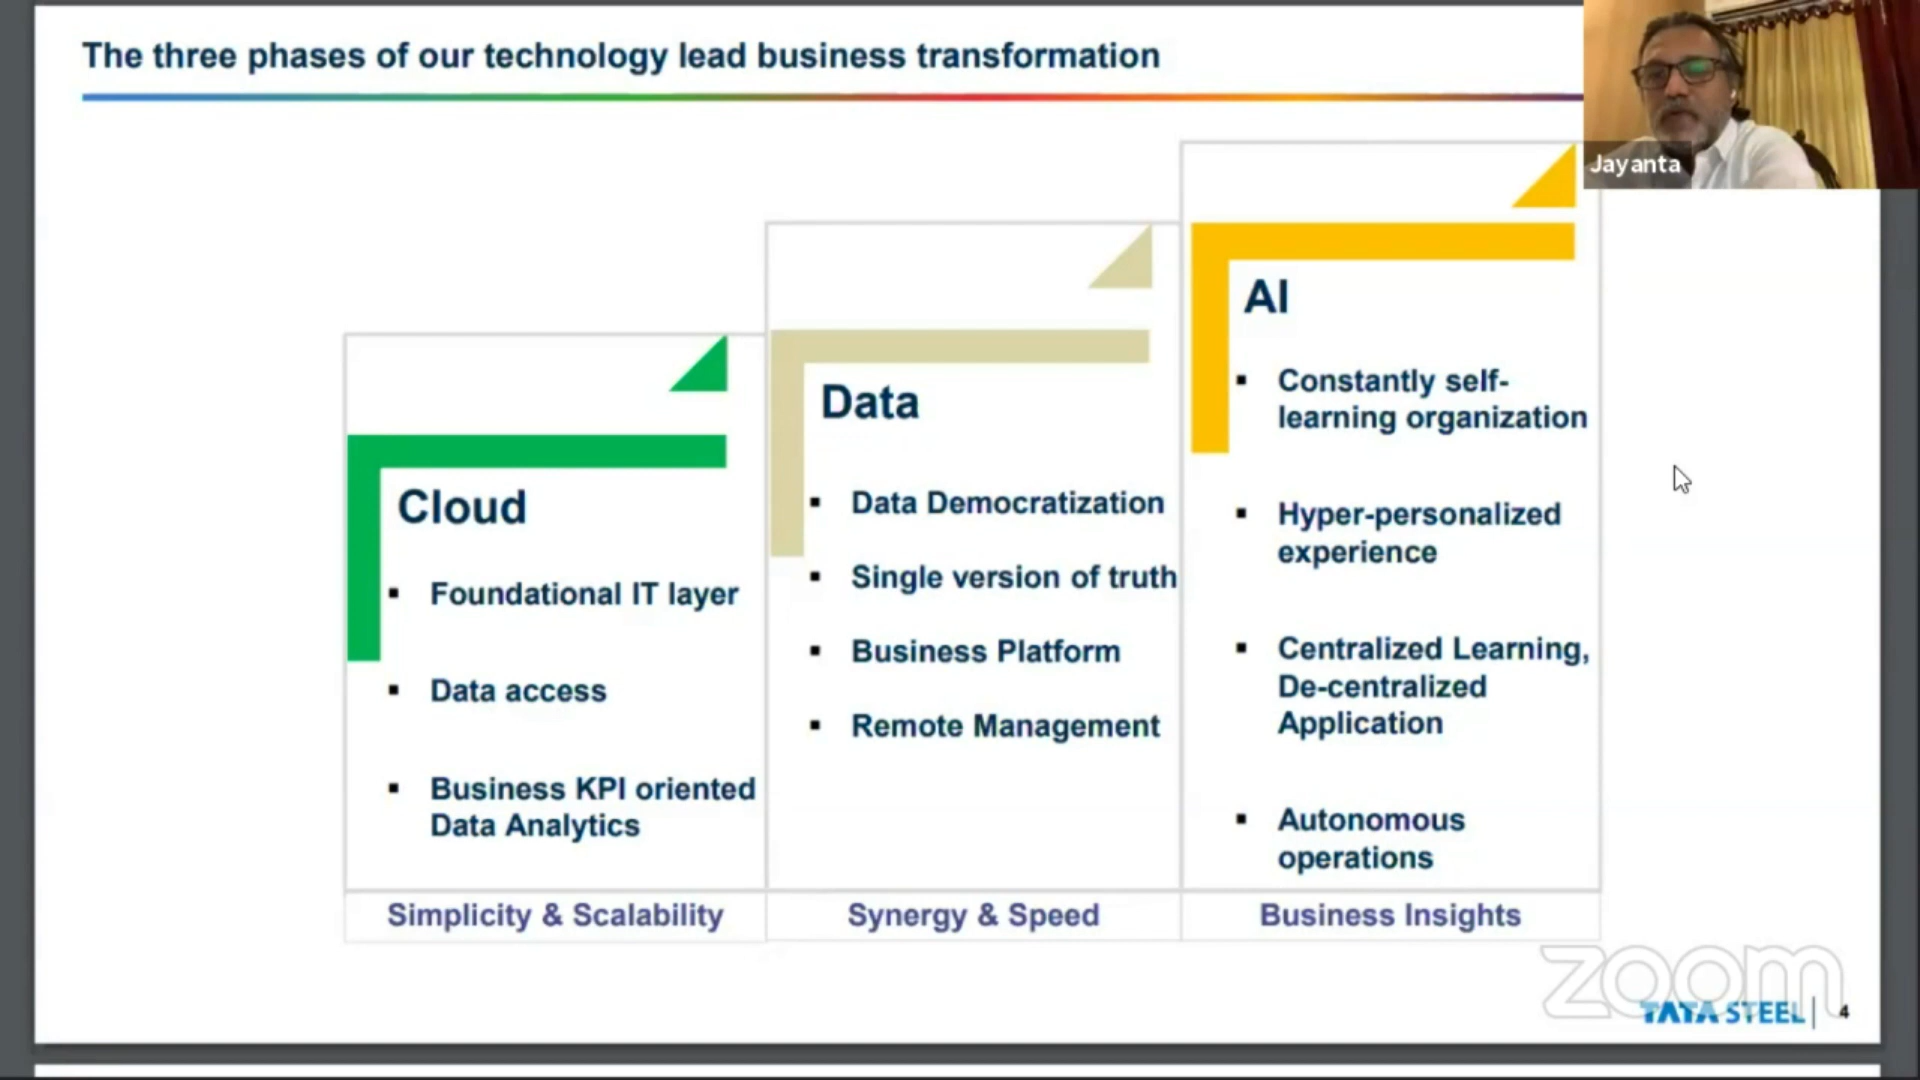 The three phases of our technology lead business transformation
Jayanta
Cloud
▪ Foundational IT layer
▪ Data access
▪ Business KPI oriented
Data Analytics
Simplicity & Scalability
Data
▪ Data Democratization
▪ Single version of truth
▪ Business Platform
▪ Remote Management
Synergy & Speed
AI
▪ Constantly self-
learning organization
▪ Hyper-personalized
experience
▪ Centralized Learning,
De-centralized
Application
▪ Autonomous
operations
Business Insights
zoom
TATA STEEL | 4